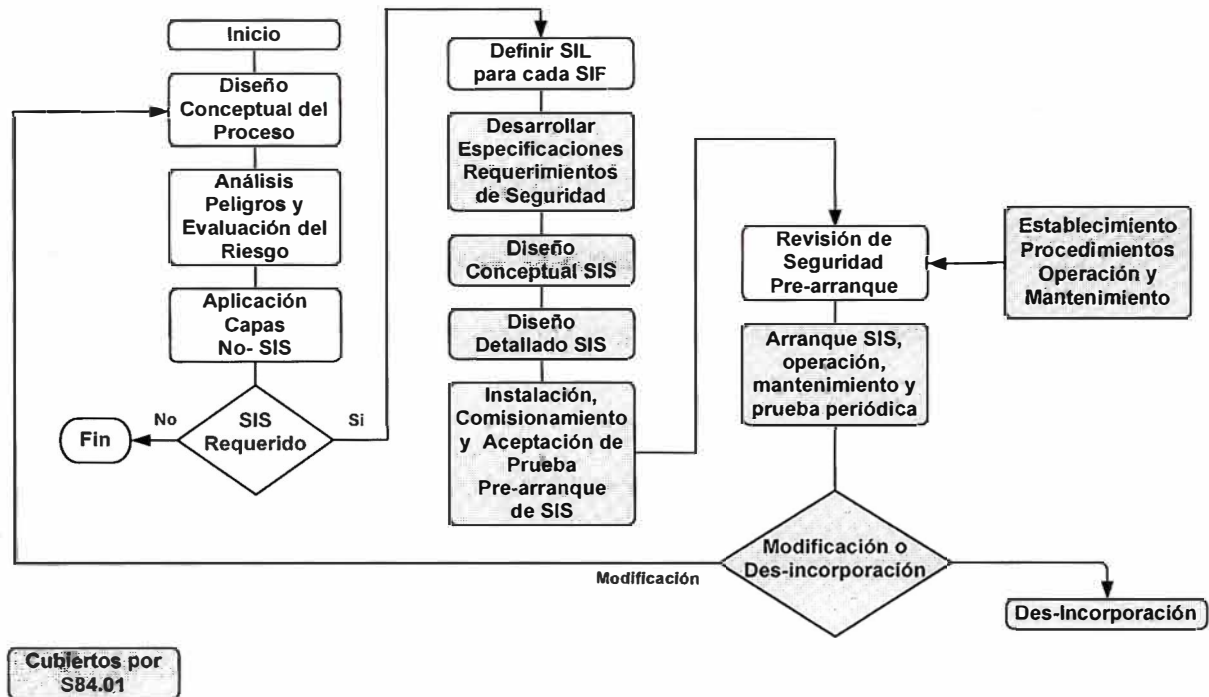 Inicio
Diseño
Conceptual del
Proceso
Análisis
Peligros y
Evaluación del
Riesgo
Aplicación
Capas
No- SIS
SIS
Requerido
No
Si
Fin
Definir SIL
para cada SIF
Desarrollar
Especificaciones
Requerimientos
de Seguridad
Diseño
Conceptual SIS
Diseño
Detallado SIS
Instalación,
Comisionamiento
y Aceptación de
Prueba
Pre-arranque
de SIS
Revisión de
Seguridad
Pre-arranque
Establecimiento
Procedimientos
Operación y
Mantenimiento
Arranque SIS,
operación,
mantenimiento y
prueba periódica
Modificación o
Des-incorporación
Modificación
Des-Incorporación
Cubiertos por
S84.01